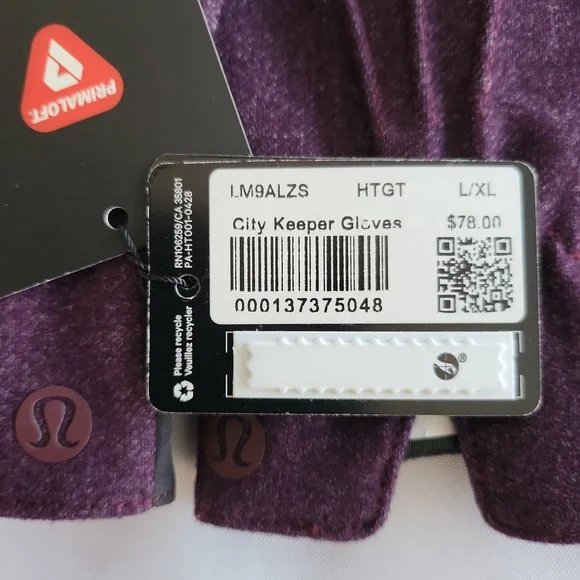 PRIMALOFT®
LM9ALZS HTGT L/XL
City Keeper Gloves $78.00
000137375048
RN106259/CA 35801
PA-HT001-0428
Please recycle
Veuillez recycler
®